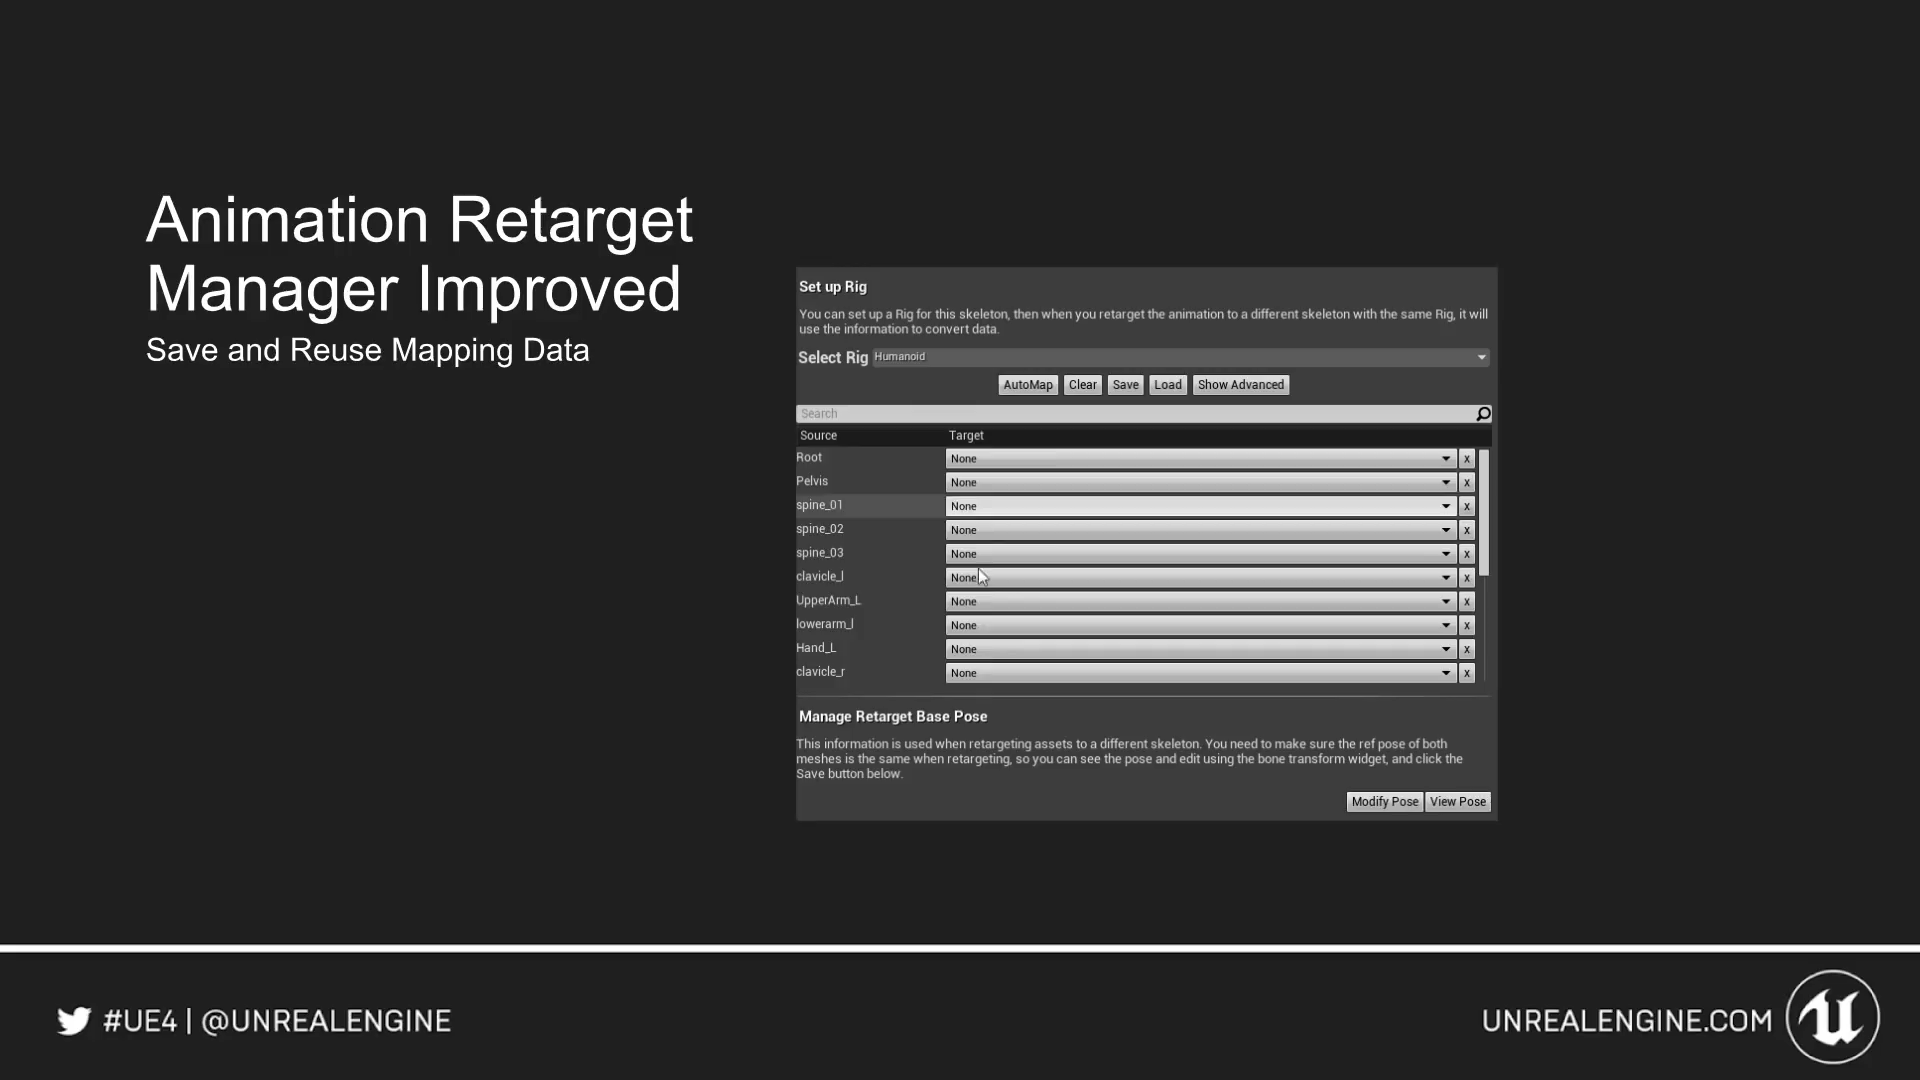 Animation Retarget
Manager Improved
Save and Reuse Mapping Data
Set up Rig
You can set up a Rig for this skeleton, then when you retarget the animation to a different skeleton with the same Rig, it will
use the information to convert data.
Select Rig Humanoid
AutoMap Clear Save Load Show Advanced
Search
Source Target
Root None x
Pelvis None x
spine_01 None x
spine_02 None x
spine_03 None x
clavicle_l None x
UpperArm_L None x
lowerarm_l None x
Hand_L None x
clavicle_r None x
Manage Retarget Base Pose
This information is used when retargeting assets to a different skeleton. You need to make sure the ref pose of both
meshes is the same when retargeting, so you can see the pose and edit using the bone transform widget, and click the
Save button below.
Modify Pose View Pose
#UE4 | @UNREALENGINE
UNREALENGINE.COM